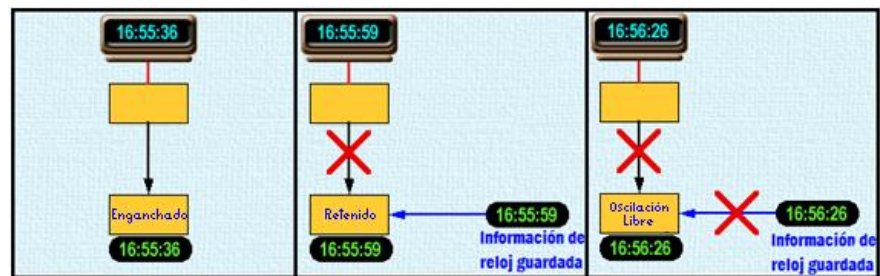 16:55:36
Enganchado
16:55:36
16:55:59
Retenido
16:55:59
16:55:59
Información de
reloj guardada
16:56:26
Oscilación
Libre
16:56:26
16:56:26
Información de
reloj guardada